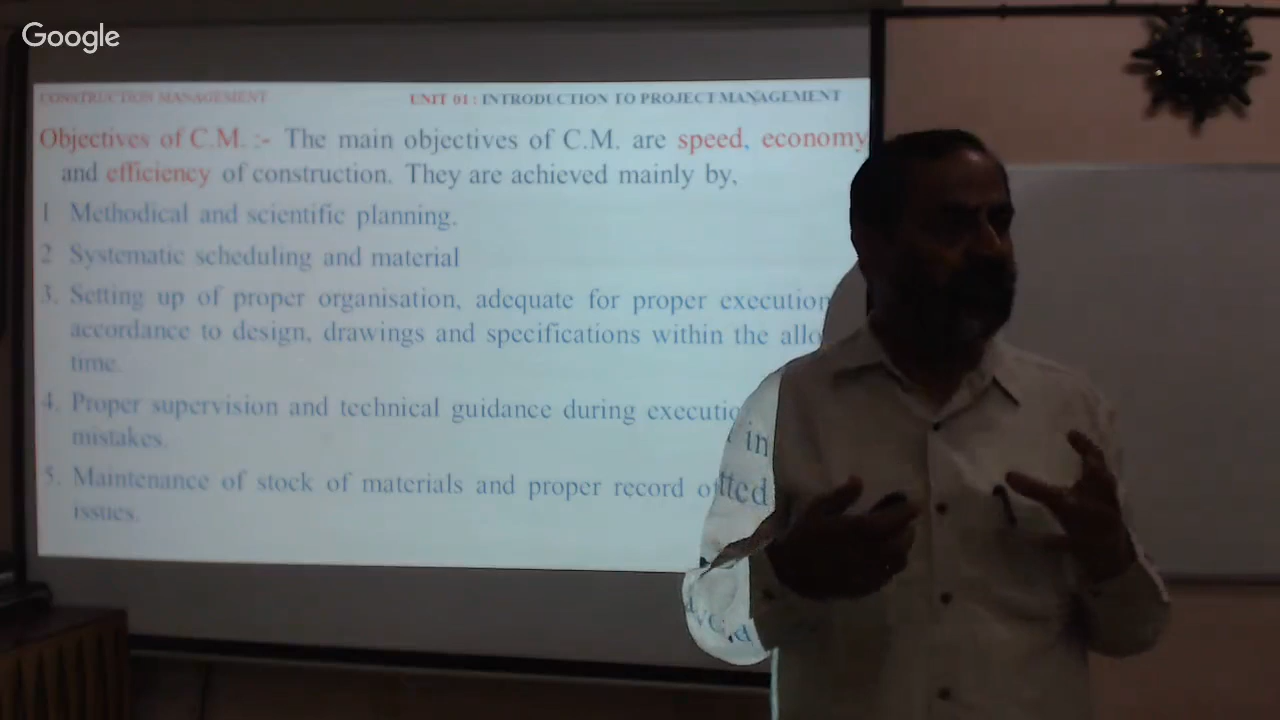 Google
CONSTRUCTION MANAGEMENT UNIT 01 : INTRODUCTION TO PROJECT MANAGEMENT
Objectives of C.M. :- The main objectives of C.M. are speed, economy
and efficiency of construction. They are achieved mainly by,
1 Methodical and scientific planning.
2 Systematic scheduling and material
3. Setting up of proper organisation, adequate for proper execution in
accordance to design, drawings and specifications within the allotted
time.
4. Proper supervision and technical guidance during
mistakes.
5. Maintenance of stock of materials and proper record of
issues.